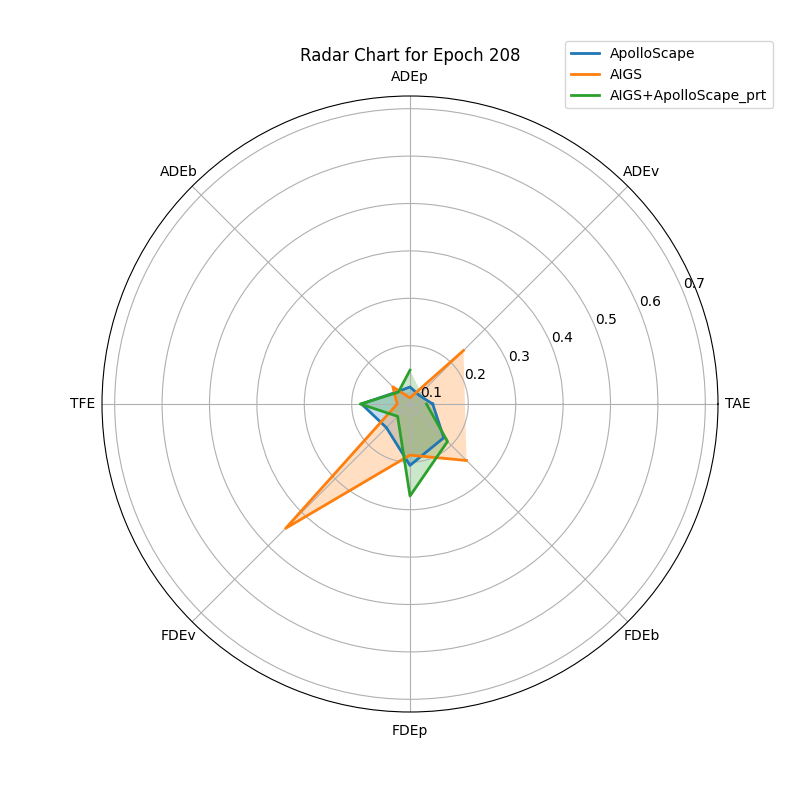 Radar Chart for Epoch 208
ApolloScape
AIGS
AIGS+ApolloScape_prt
ADEp
ADEb
ADEv
0.7
0.6
0.5
0.4
0.3
0.2
0.1
TFE
TAE
FDEv
FDEb
FDEp